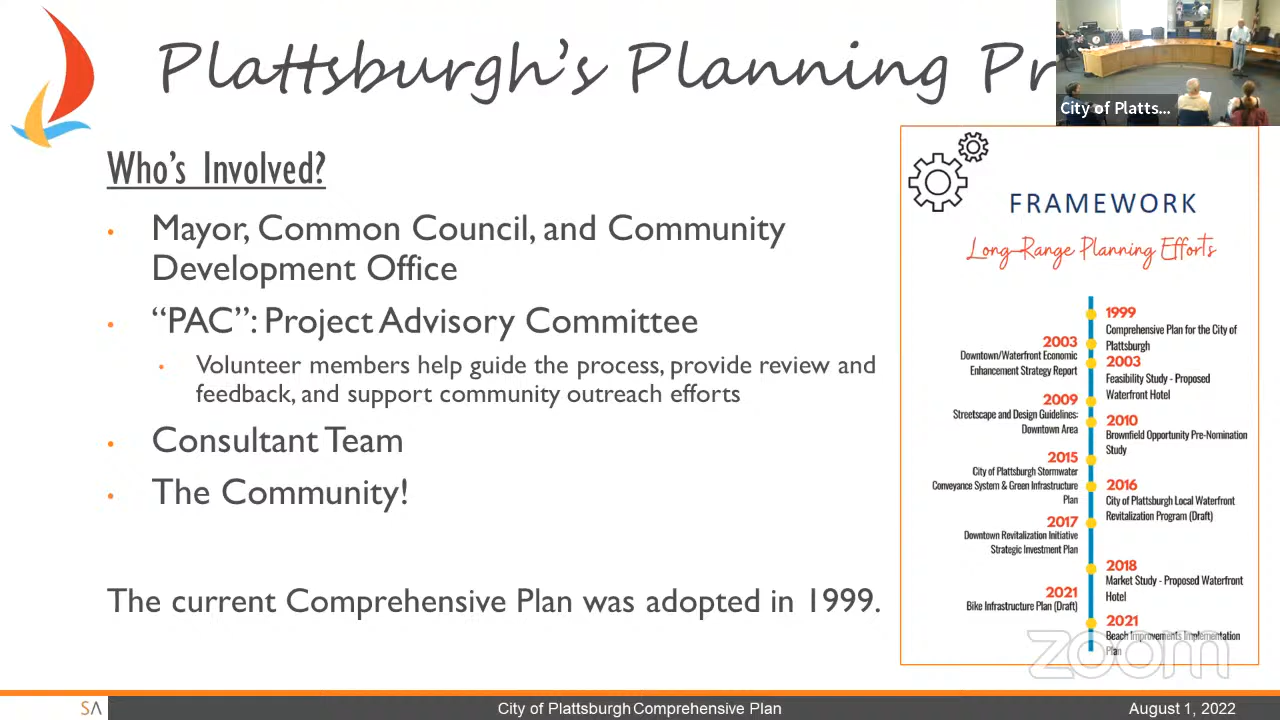 Plattsburgh's Planning Pr
City of Platts...
Who's Involved?
Mayor, Common Council, and Community
Development Office
“PAC”: Project Advisory Committee
Volunteer members help guide the process, provide review and
feedback, and support community outreach efforts
Consultant Team
The Community!
The current Comprehensive Plan was adopted in 1999.
FRAMEWORK
Long-Range Planning Efforts
1999
Comprehensive Plan for the City of
Plattsburgh
2003
Downtown/Waterfront Economic
Enhancement Strategy Report
2003
Feasibility Study - Proposed
Waterfront Hotel
2009
Streetscape and Design Guidelines:
Downtown Area
2010
Brownfield Opportunity Pre-Nomination
Study
2015
City of Plattsburgh Stormwater
Conveyance System & Green Infrastructure
Plan
2016
City of Plattsburgh Local Waterfront
Revitalization Program (Draft)
2017
Downtown Revitalization Initiative
Strategic Investment Plan
2018
Market Study - Proposed Waterfront
Hotel
2021
Bike Infrastructure Plan (Draft)
2021
Beach Improvements Implementation
Plan
zoom
SA
City of Plattsburgh Comprehensive Plan
August 1, 2022